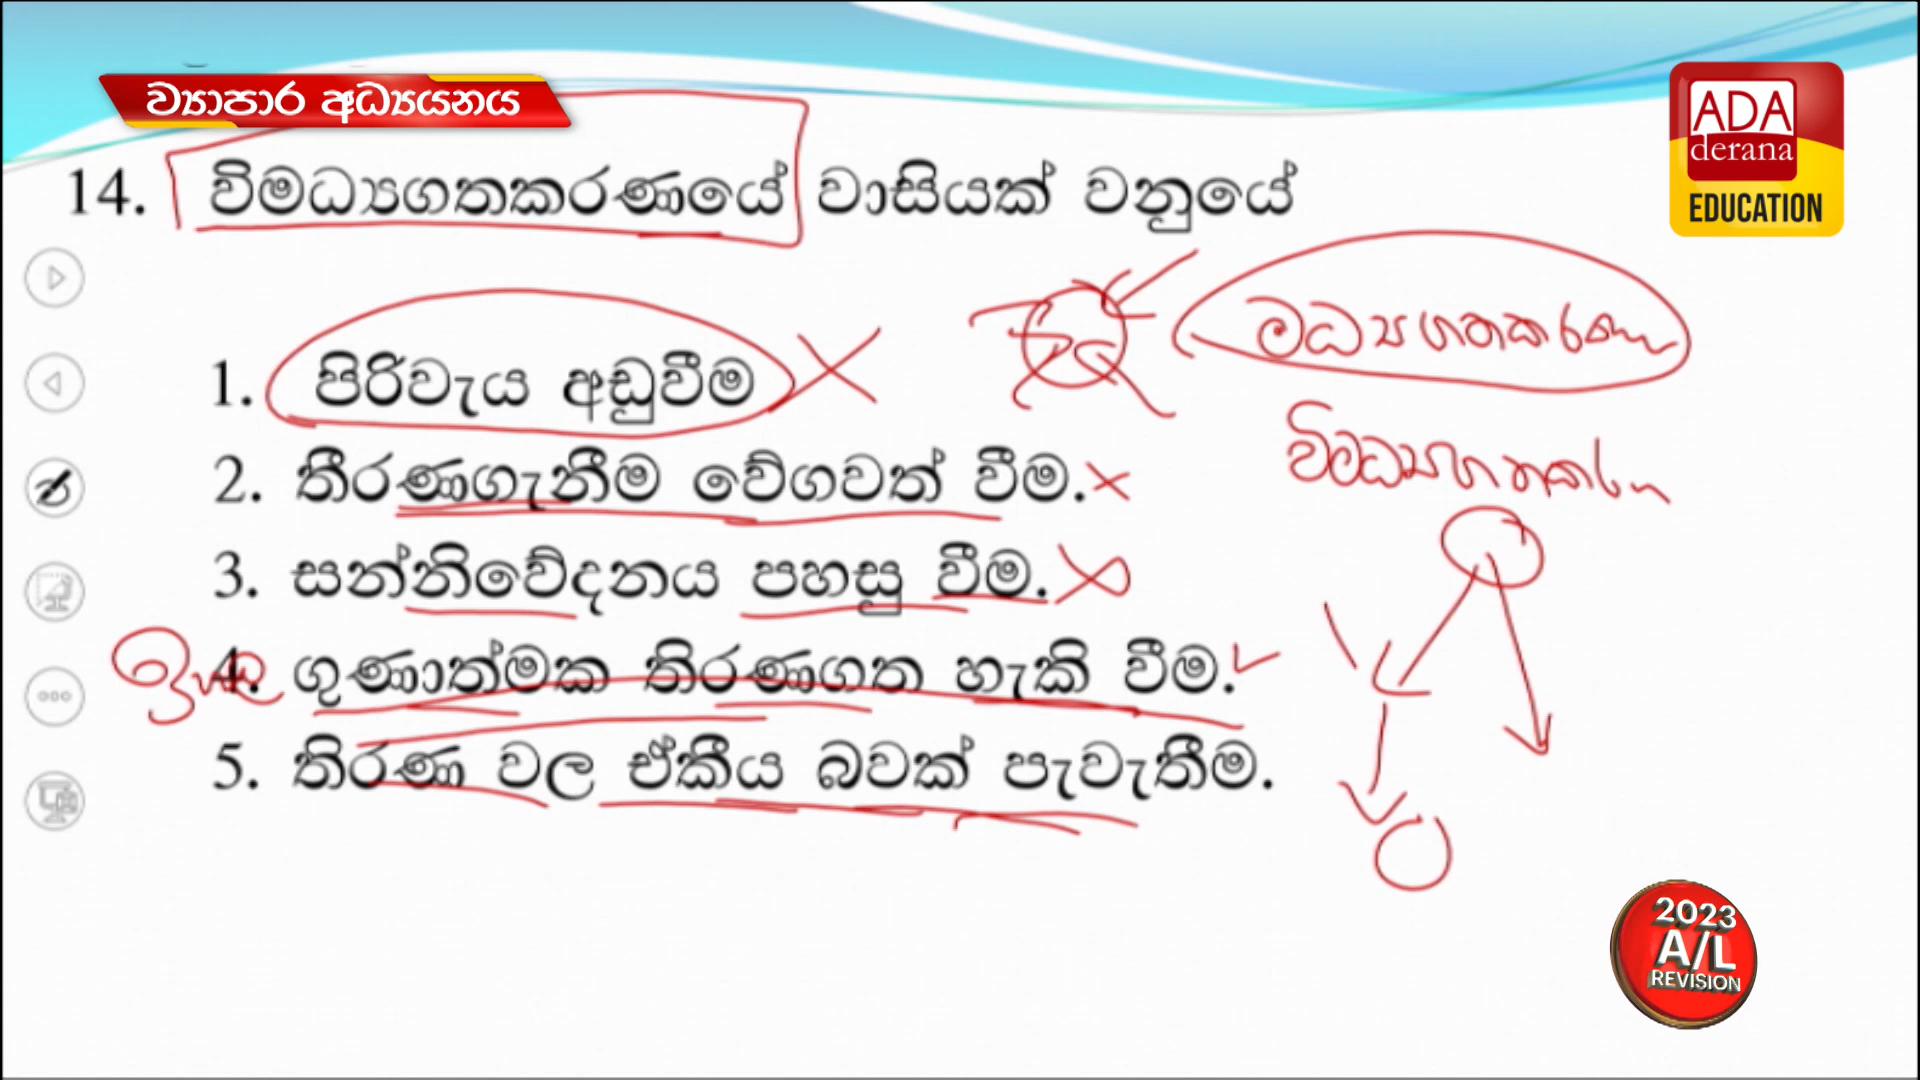 ව්‍යාපාර අධ්‍යයනය
ADA
derana
EDUCATION
14. විමධ්‍යගතකරණයේ වාසියක් වනුයේ
මධ්‍යගතකරණ
1. පිරිවැය අඩුවීම
විමධ්‍යගතකරණ
2. තීරණගැනීම වේගවත් වීම.
3. සන්නිවේදනය පහසු වීම.
4. ගුණාත්මක තිරණගත හැකි වීම.
5. තිරණ වල ඒකීය බවක් පැවැතීම.
2023
A/L
REVISION